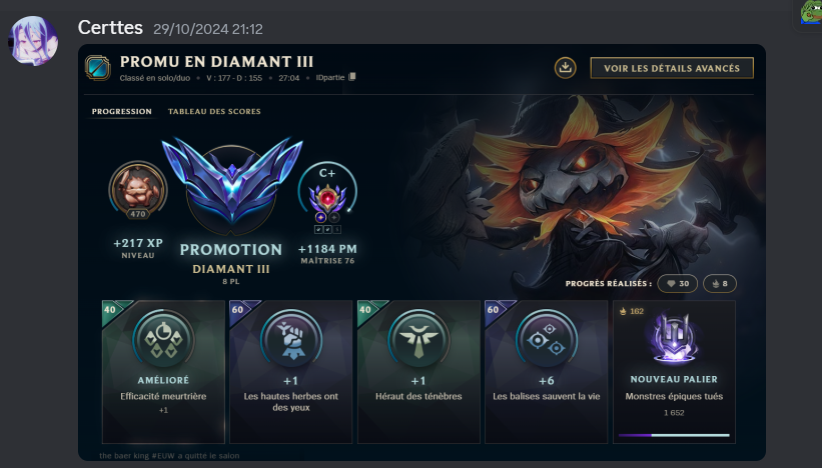 Certtes 29/10/2024 21:12
PROMU EN DIAMANT III
Classé en solo/duo • V : 177 - D : 155 • 27:04 • IDpartie
VOIR LES DÉTAILS AVANCÉS
PROGRESSION TABLEAU DES SCORES
470
C+
+217 XP
NIVEAU
PROMOTION
DIAMANT III
8 PL
+1184 PM
MAÎTRISE 76
PROGRÈS RÉALISÉS : 30 8
40
AMÉLIORÉ
Efficacité meurtrière
+1
60
+1
Les hautes herbes ont
des yeux
40
+1
Héraut des ténèbres
60
+6
Les balises sauvent la vie
162
NOUVEAU PALIER
Monstres épiques tués
1 652
the baer king #EUW a quitté le salon